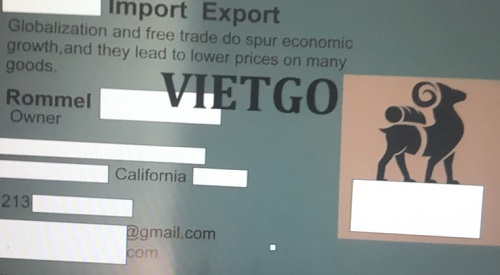 Import Export
Globalization and free trade do spur economic
growth,and they lead to lower prices on many
goods.
VIETGO
Rommel
Owner
California
213
@gmail.com
com